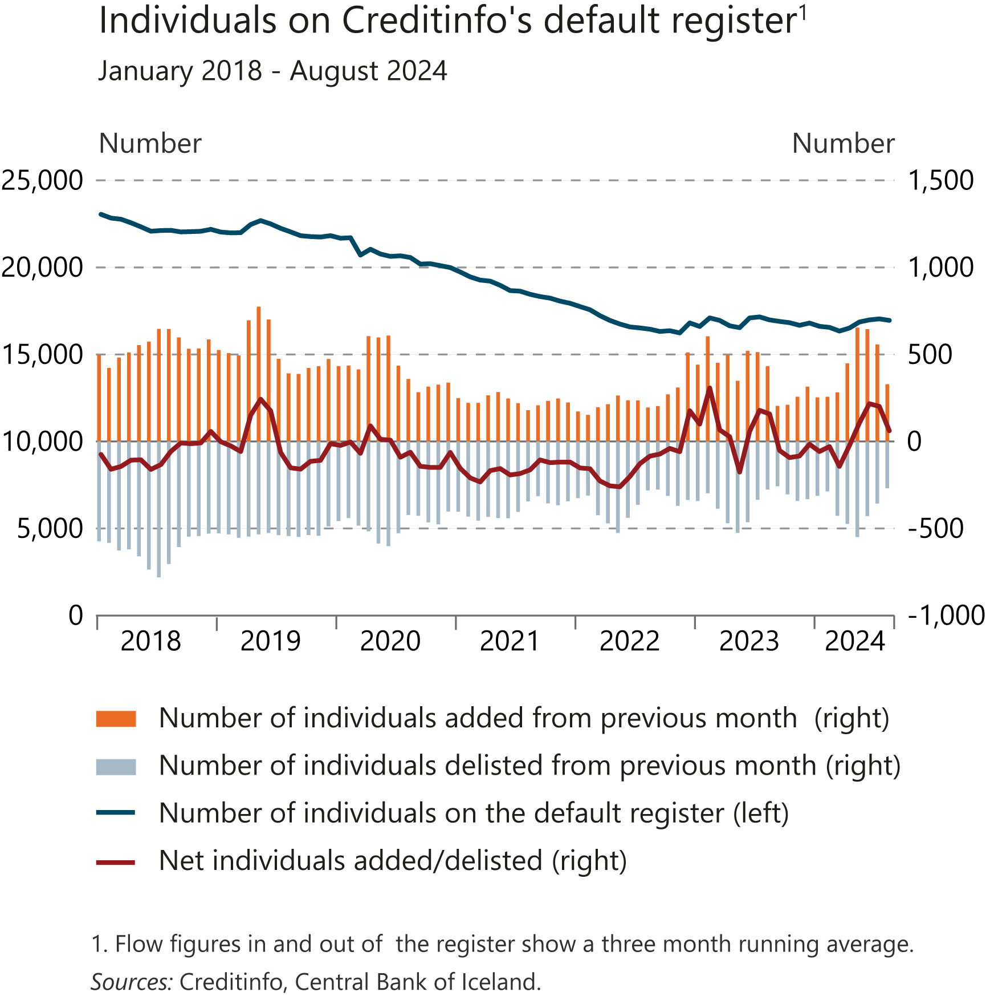 Individuals on Creditinfo's default register¹
January 2018 - August 2024
Number Number
25,000 1,500
20,000 1,000
15,000 500
10,000 0
5,000 -500
0 -1,000
2018 2019 2020 2021 2022 2023 2024
Number of individuals added from previous month (right)
Number of individuals delisted from previous month (right)
Number of individuals on the default register (left)
Net individuals added/delisted (right)
1. Flow figures in and out of the register show a three month running average.
Sources: Creditinfo, Central Bank of Iceland.